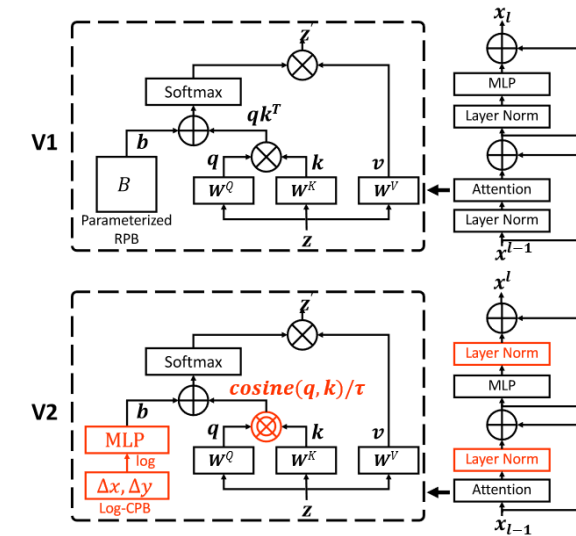 V1
z'
Softmax
qk^T
b
q
k
v
B
W^Q
W^K
W^V
Parameterized
RPB
z
x_l
MLP
Layer Norm
Attention
Layer Norm
x^{l-1}
V2
z'
Softmax
cosine(q, k)/τ
b
q
k
v
MLP
log
Δx, Δy
Log-CPB
W^Q
W^K
W^V
z
x^l
Layer Norm
MLP
Layer Norm
Attention
x_{l-1}